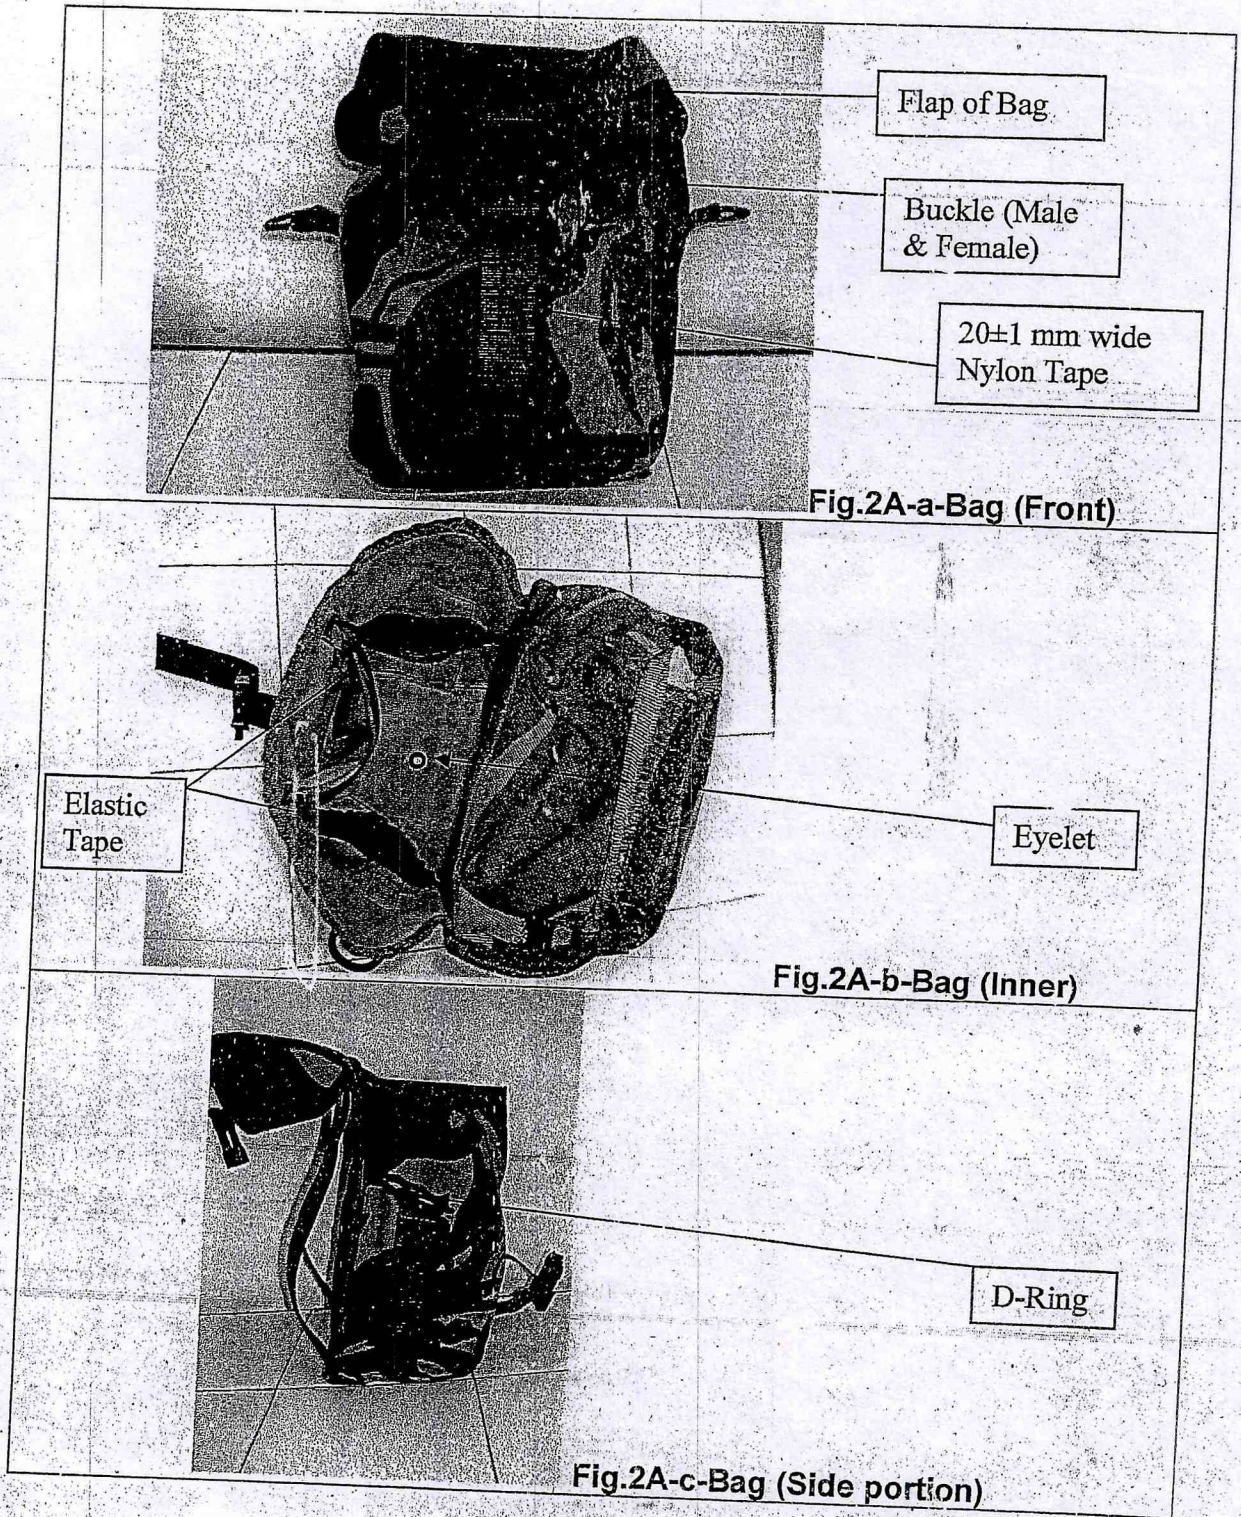 Flap of Bag
Buckle (Male
& Female)
20±1 mm wide
Nylon Tape
Fig.2A-a-Bag (Front)
Elastic
Tape
Eyelet
Fig.2A-b-Bag (Inner)
D-Ring
Fig.2A-c-Bag (Side portion)